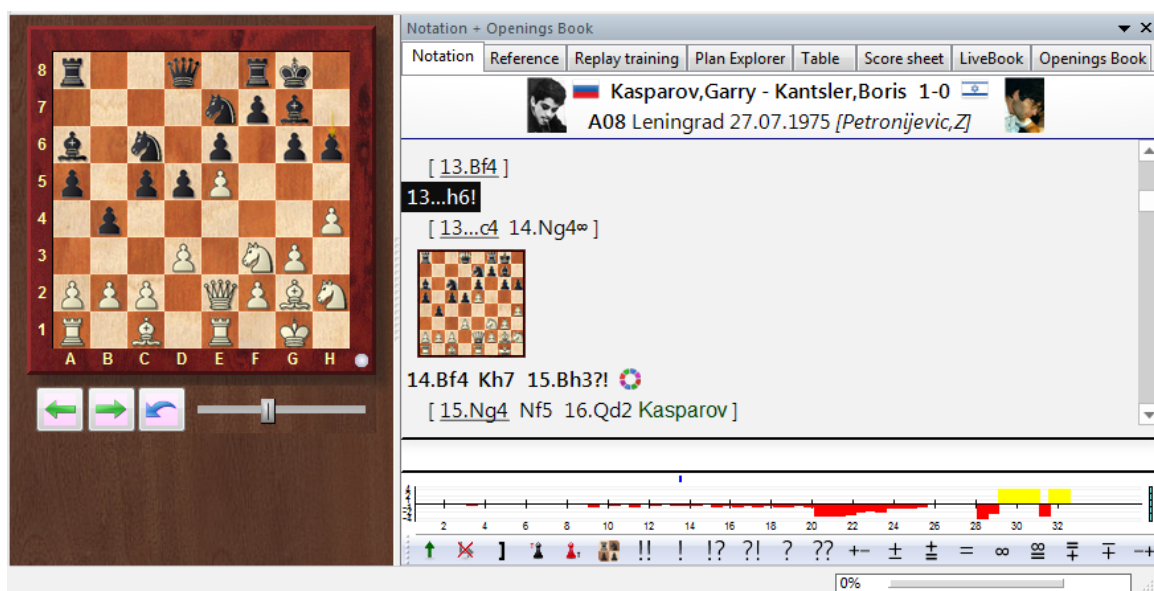 Notation + Openings Book
Notation Reference Replay training Plan Explorer Table Score sheet LiveBook Openings Book
Kasparov,Garry - Kantsler,Boris 1-0
A08 Leningrad 27.07.1975 [Petronijevic,Z]
8
7
6
5
4
3
2
1
A B C D E F G H
[ 13.Bf4 ]
13...h6!
[ 13...c4 14.Ng4∞ ]
14.Bf4 Kh7 15.Bh3?!
[ 15.Ng4 Nf5 16.Qd2 Kasparov ]
2 4 6 8 10 12 14 16 18 20 22 24 26 28 30 32
] !! ! !? ?! ? ?? +- ± ⩲ = ∞ ⩱ ∓ -+
0%